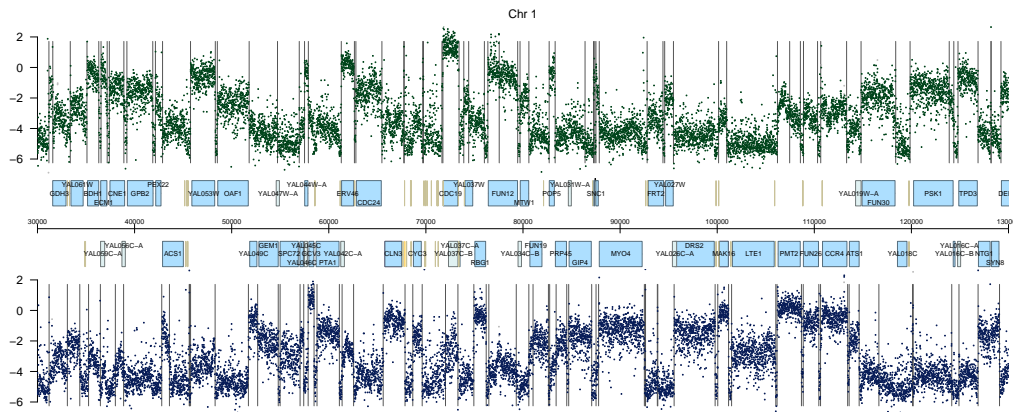 Chr 1
2
0
−2
−4
−6
YAL061W PEX22 YAL044W−A YAL037W YAL031W−A YAL027W
GDH3 BDH1 CNE1 GPB2 YAL053W OAF1 YAL047W−A ERV46 CDC19 FUN12 POP5 SNC1 FRT2 YAL019W−A PSK1 TPD3
ECM1 CDC24 MTW1 FUN30
30000 40000 50000 60000 70000 80000 90000 100000 110000 120000
YAL056C−A GEM1 YAL045C YAL037C−A FUN19 DRS2 YAL016C−A
YAL059C−A ACS1 YAL049C SPC72 GCV3 YAL042C−A CLN3 CYC3 YAL037C−B YAL034C−B PRP45 MYO4 YAL026C−A MAK16 LTE1 PMT2 FUN26 CCR4 ATS1 YAL018C YAL016C−B NTG1
YAL046C PTA1 RBG1 GIP4 SYN8
2
0
−2
−4
−6